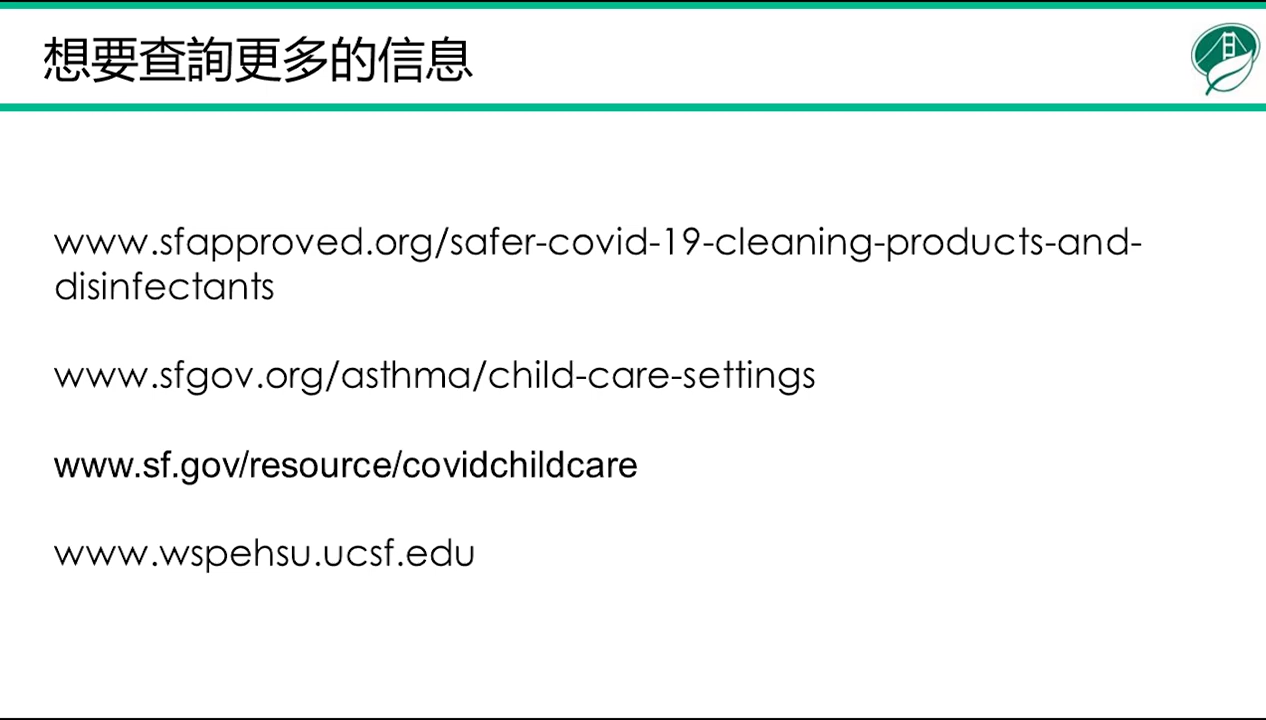 想要查詢更多的信息
www.sfapproved.org/safer-covid-19-cleaning-products-and-
disinfectants
www.sfgov.org/asthma/child-care-settings
www.sf.gov/resource/covidchildcare
www.wspehsu.ucsf.edu